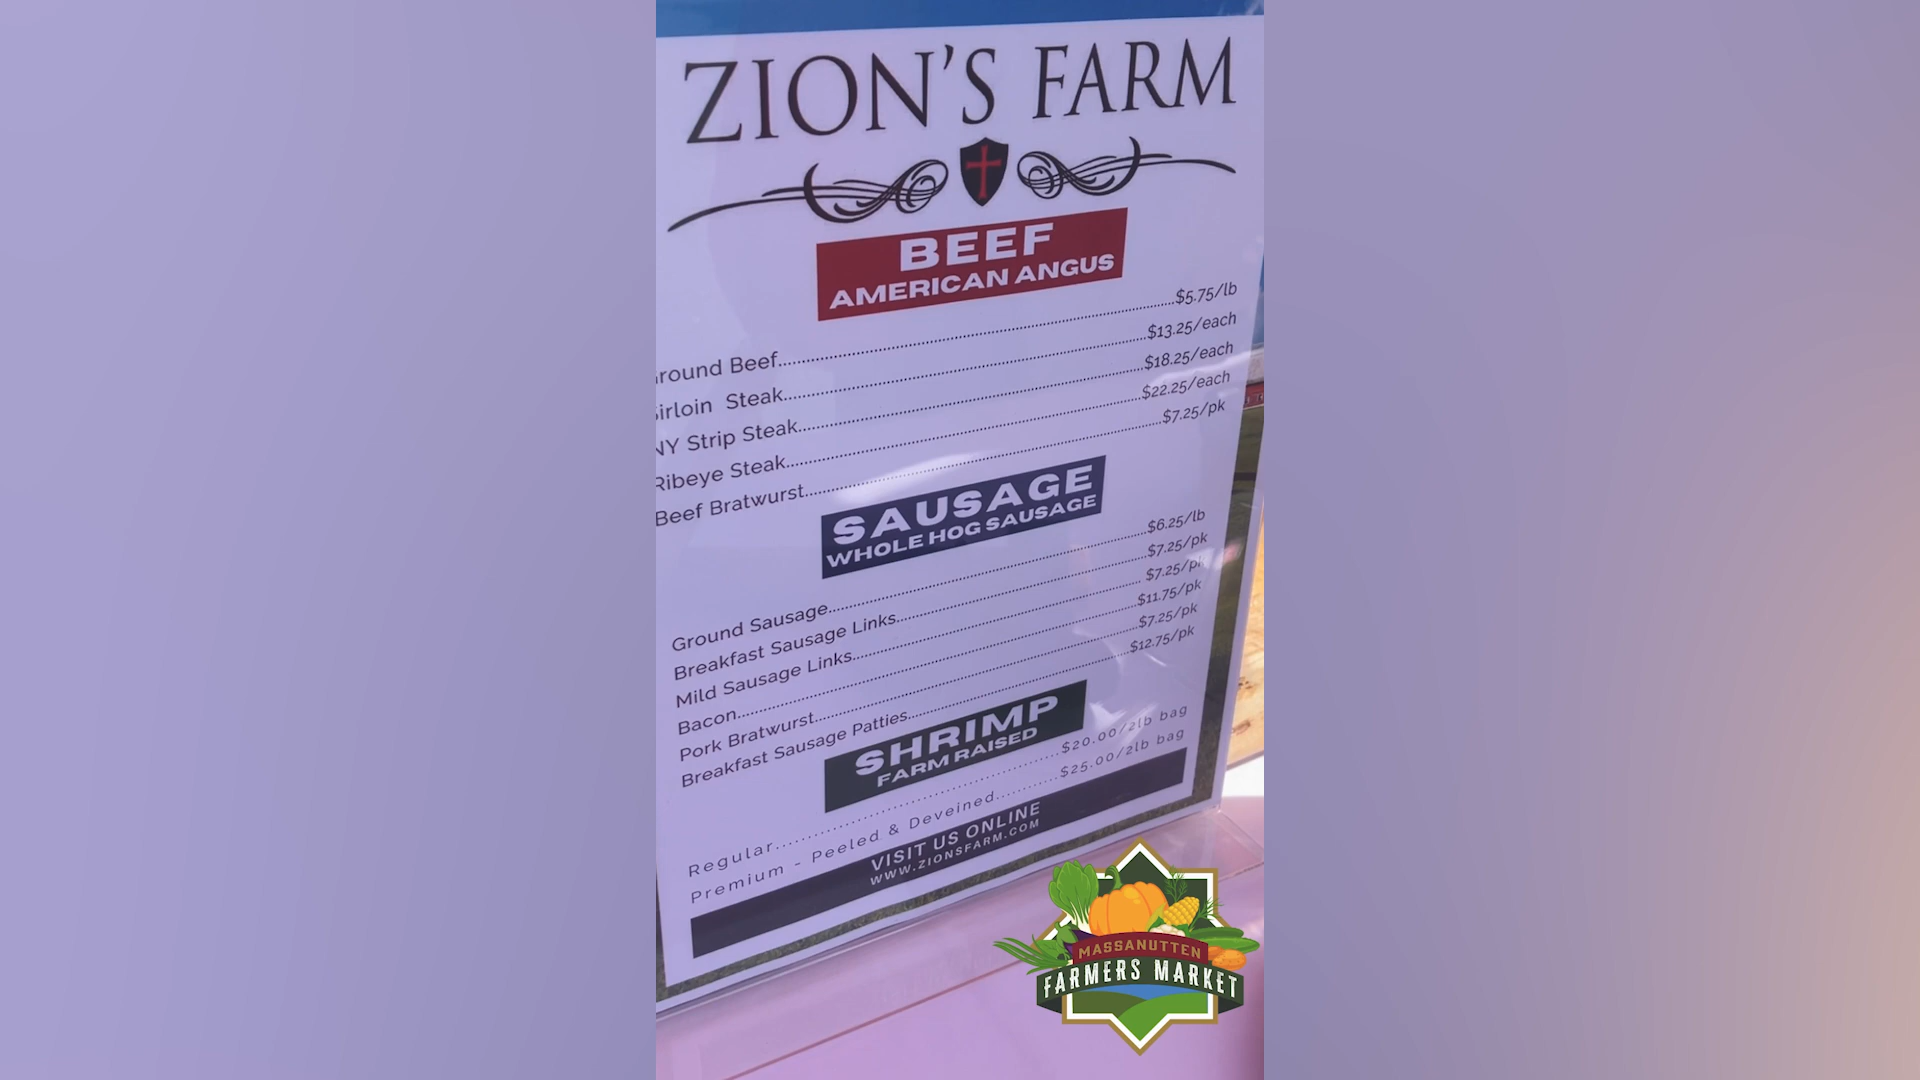 ZION'S FARM
BEEF
AMERICAN ANGUS
round Beef....................$5.75/lb
irloin Steak....................$13.25/each
NY Strip Steak....................$18.25/each
Ribeye Steak....................$22.25/each
Beef Bratwurst....................$7.25/pk
SAUSAGE
WHOLE HOG SAUSAGE
Ground Sausage....................$6.25/lb
Breakfast Sausage Links....................$7.25/pk
Mild Sausage Links....................$7.25/pk
Bacon....................$11.75/pk
Pork Bratwurst....................$7.25/pk
Breakfast Sausage Patties....................$12.75/pk
SHRIMP
FARM RAISED
Regular....................$20.00/2lb bag
Premium - Peeled & Deveined..........$25.00/2lb bag
VISIT US ONLINE
WWW.ZIONSFARM.COM
MASSANUTTEN
FARMERS MARKET